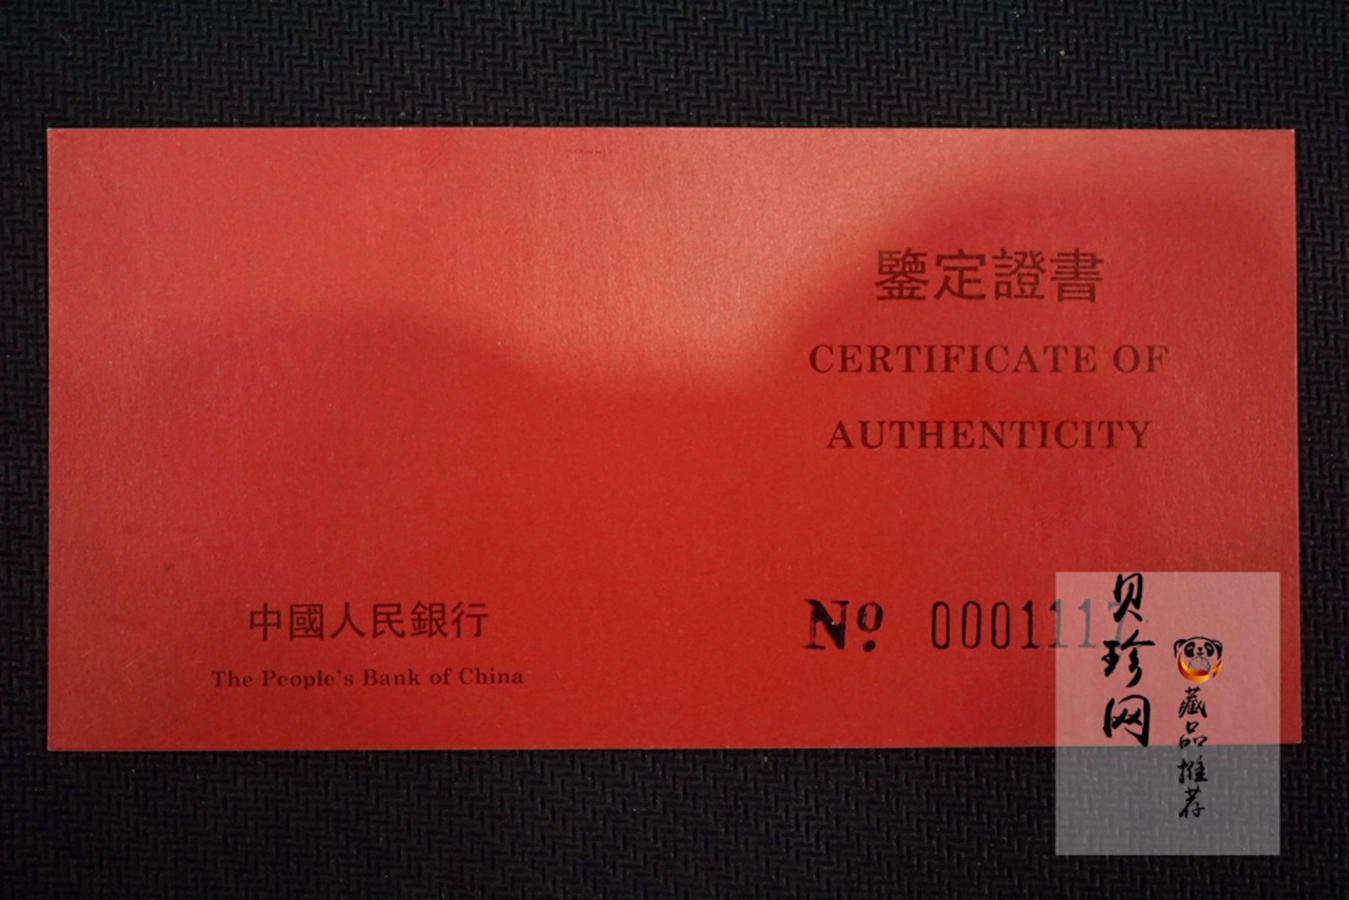 鑒定證書
CERTIFICATE OF
AUTHENTICITY
中國人民銀行
The People's Bank of China
Nº 0001117
贝珍网
藏品推荐